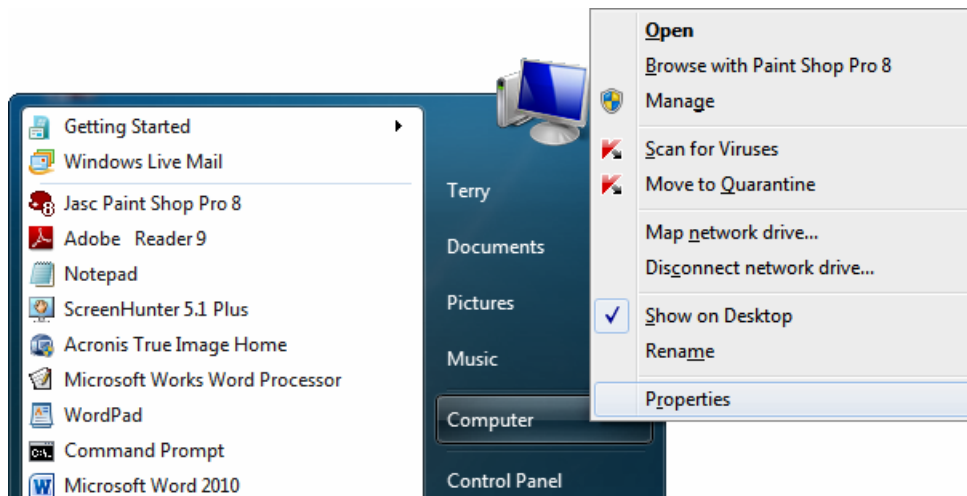 Getting Started
Windows Live Mail
Jasc Paint Shop Pro 8
Adobe Reader 9
Notepad
ScreenHunter 5.1 Plus
Acronis True Image Home
Microsoft Works Word Processor
WordPad
Command Prompt
Microsoft Word 2010
Terry
Documents
Pictures
Music
Computer
Control Panel
Open
Browse with Paint Shop Pro 8
Manage
Scan for Viruses
Move to Quarantine
Map network drive...
Disconnect network drive...
Show on Desktop
Rename
Properties